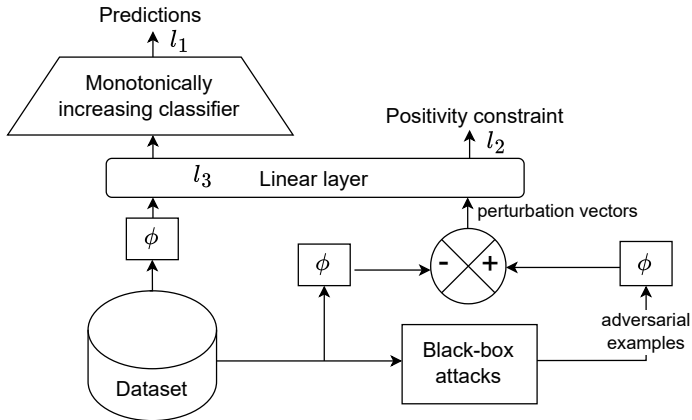 Predictions
l₁
Monotonically
increasing classifier
Positivity constraint
l₂
l₃ Linear layer
perturbation vectors
ϕ
ϕ
- +
ϕ
adversarial
examples
Black-box
attacks
Dataset